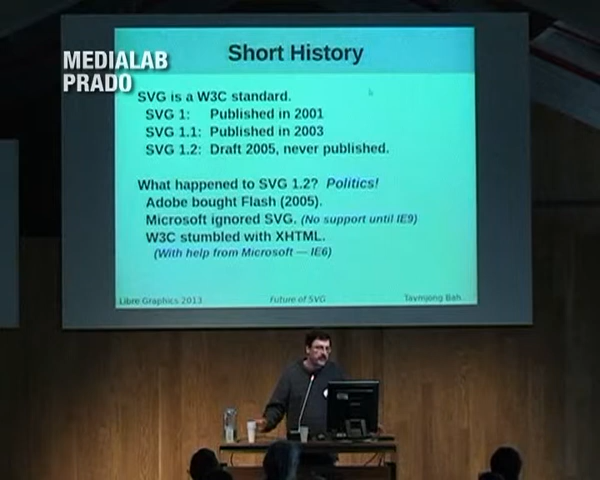 MEDIALAB
PRADO
Short History
SVG is a W3C standard.
SVG 1: Published in 2001
SVG 1.1: Published in 2003
SVG 1.2: Draft 2005, never published.
What happened to SVG 1.2? Politics!
Adobe bought Flash (2005).
Microsoft ignored SVG. (No support until IE9)
W3C stumbled with XHTML.
(With help from Microsoft — IE6)
Libre Graphics 2013 Future of SVG Tavmjong Bah